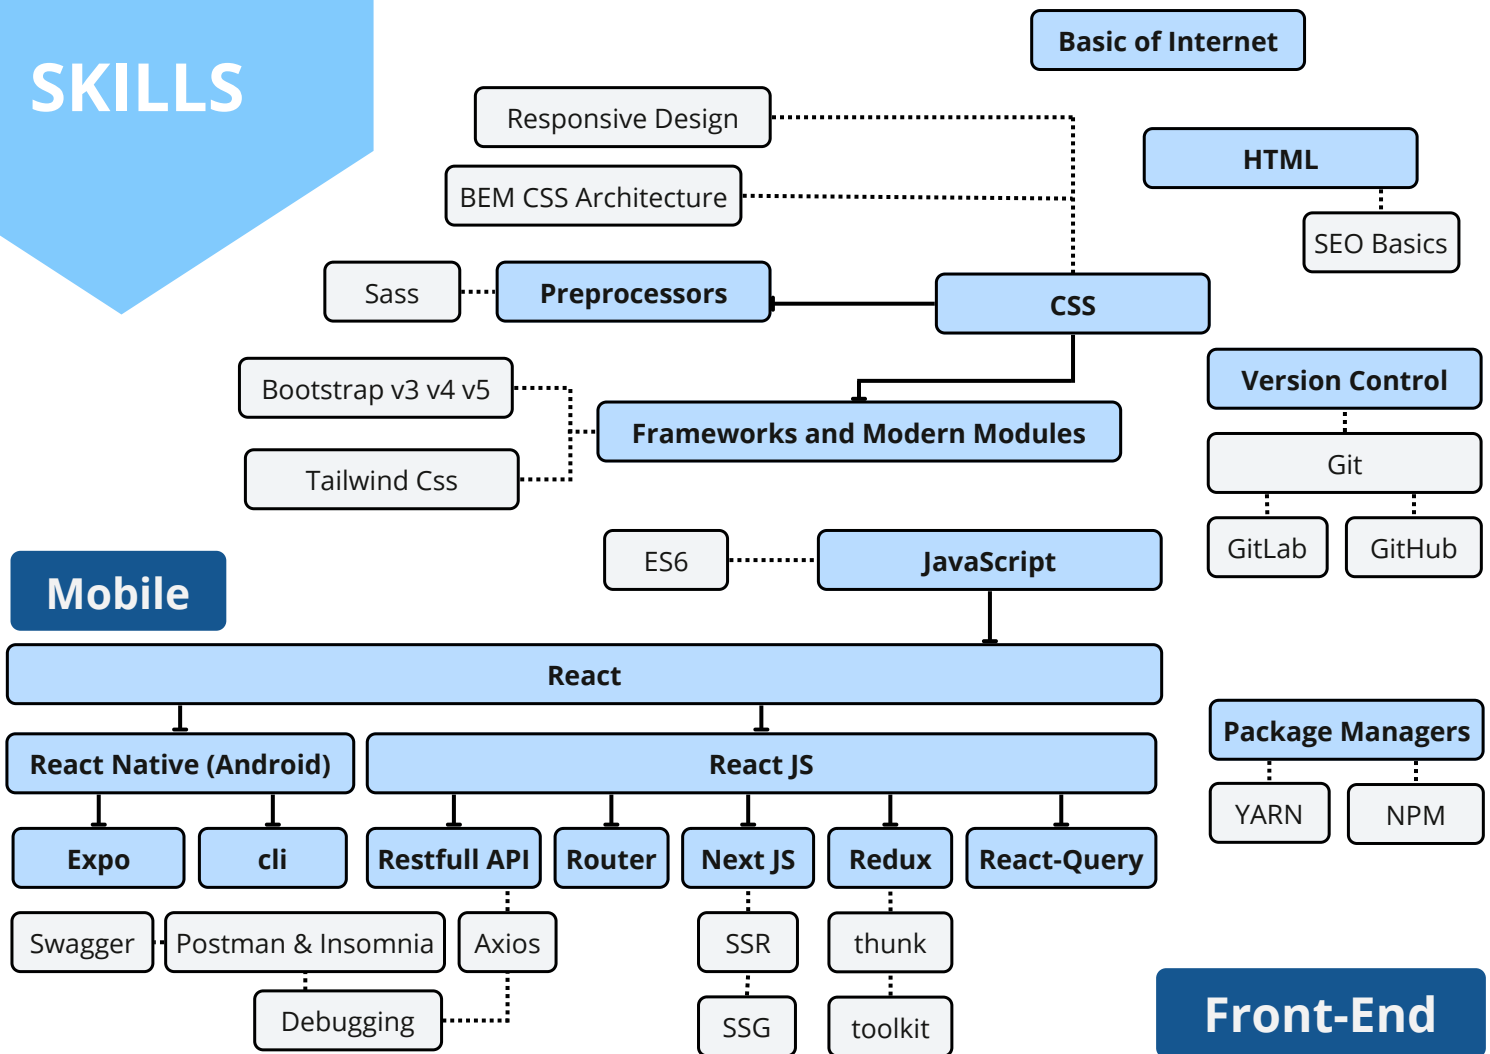 SKILLS
Basic of Internet
Responsive Design
HTML
BEM CSS Architecture
SEO Basics
Sass
Preprocessors
CSS
Bootstrap v3 v4 v5
Version Control
Frameworks and Modern Modules
Git
Tailwind Css
GitLab
GitHub
ES6
JavaScript
Mobile
React
Package Managers
React Native (Android)
React JS
YARN
NPM
Expo
cli
Restfull API
Router
Next JS
Redux
React-Query
Swagger
Postman & Insomnia
Axios
SSR
thunk
Debugging
SSG
toolkit
Front-End